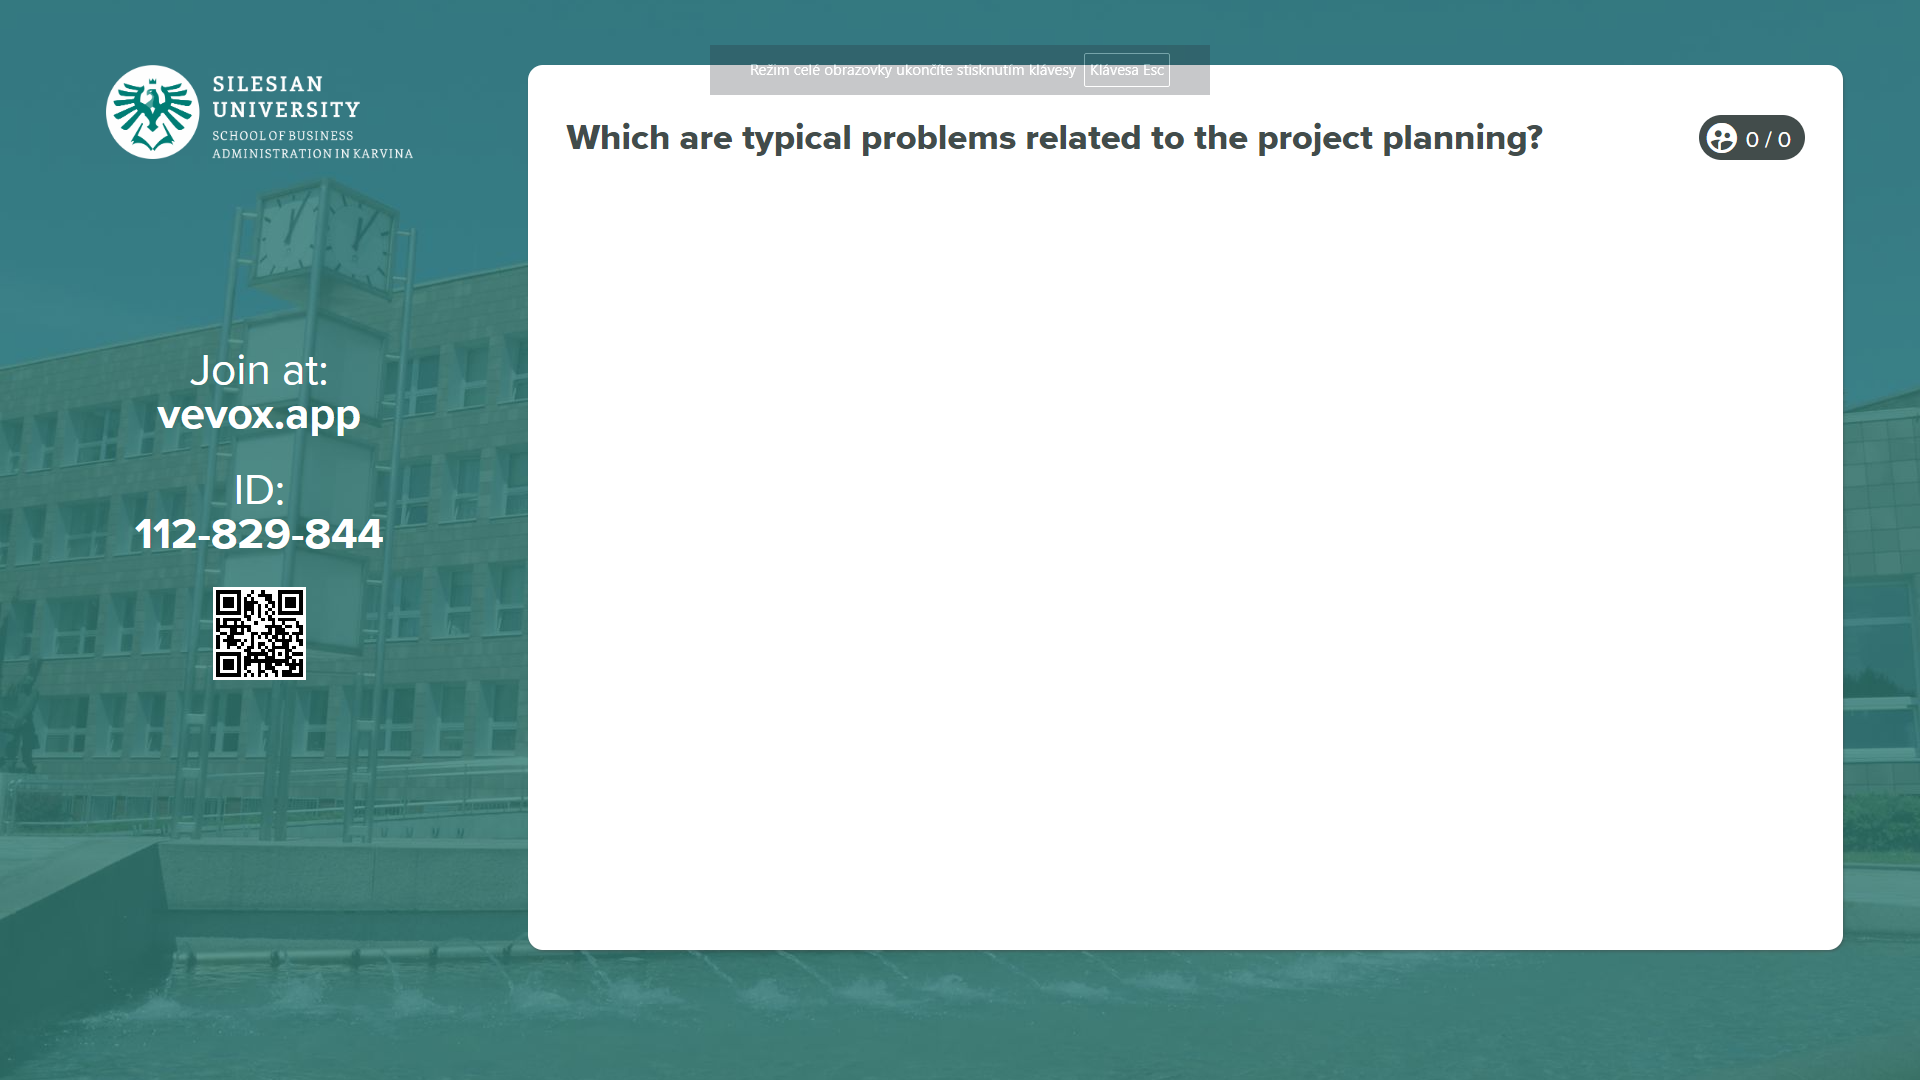 SILESIAN
UNIVERSITY
SCHOOL OF BUSINESS
ADMINISTRATION IN KARVINA
Režim celé obrazovky ukončíte stisknutím klávesy Klávesa Esc
Which are typical problems related to the project planning?
0 / 0
Join at:
vevox.app
ID:
112-829-844